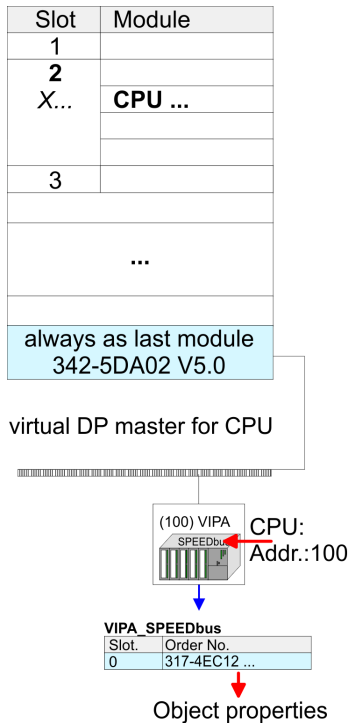 Slot Module
1
2
X... CPU ...
3
...
always as last module
342-5DA02 V5.0
virtual DP master for CPU
(100) VIPA
SPEEDbus
CPU:
Addr.:100
VIPA_SPEEDbus
Slot. Order No.
0 317-4EC12 ...
Object properties